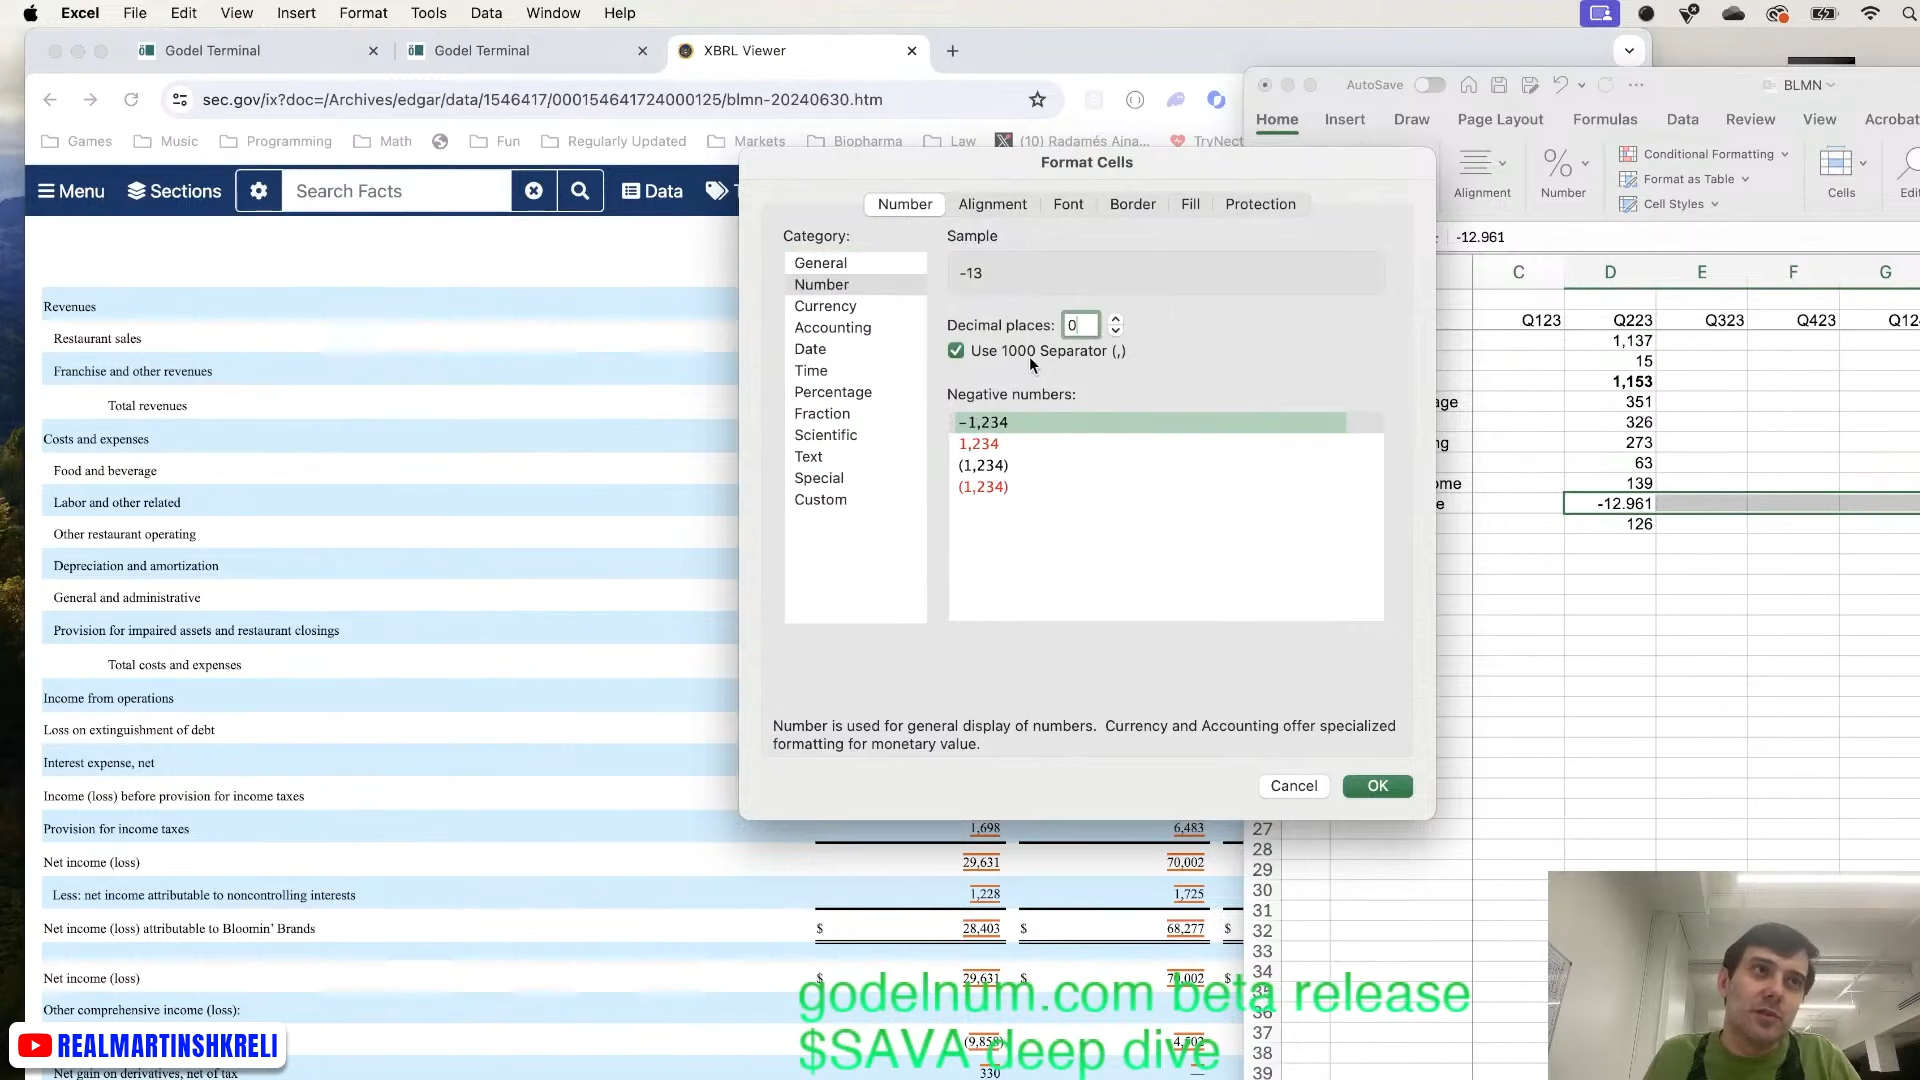 Excel File Edit View Insert Format Tools Data Window Help
Godel Terminal
Godel Terminal
XBRL Viewer
sec.gov/ix?doc=/Archives/edgar/data/1546417/000154641724000125/blmn-20240630.htm
Games Music Programming Math Fun Regularly Updated Markets Biopharma Law (10) Radamés Ajna... TryNect
Menu Sections Search Facts Data
AutoSave BLMN
Home Insert Draw Page Layout Formulas Data Review View Acrobat
Alignment
Number
Conditional Formatting
Format as Table
Cell Styles
Cells
-12.961
Format Cells
Number Alignment Font Border Fill Protection
Category:
General
Number
Currency
Accounting
Date
Time
Percentage
Fraction
Scientific
Text
Special
Custom
Sample
-13
Decimal places: 0
Use 1000 Separator (,)
Negative numbers:
-1,234
1,234
(1,234)
(1,234)
Number is used for general display of numbers. Currency and Accounting offer specialized
formatting for monetary value.
Cancel OK
C D E F G
Q123 Q223 Q323 Q423 Q12
1,137
15
1,153
age 351
326
ng 273
63
ome 139
e -12.961
126
Revenues
Restaurant sales
Franchise and other revenues
Total revenues
Costs and expenses
Food and beverage
Labor and other related
Other restaurant operating
Depreciation and amortization
General and administrative
Provision for impaired assets and restaurant closings
Total costs and expenses
Income from operations
Loss on extinguishment of debt
Interest expense, net
Income (loss) before provision for income taxes
Provision for income taxes 1,698 6,483
Net income (loss) 29,631 70,002
Less: net income attributable to noncontrolling interests 1,228 1,725
Net income (loss) attributable to Bloomin’ Brands $ 28,403 $ 68,277 $
Net income (loss) $ 29,631 70,002
Other comprehensive income (loss):
(9,858) 4,502
Net gain on derivatives, net of tax 330 —
27
28
29
30
31
32
33
34
35
36
37
38
39
godelnum.com beta release
$SAVA deep dive
REALMARTINSHKRELI